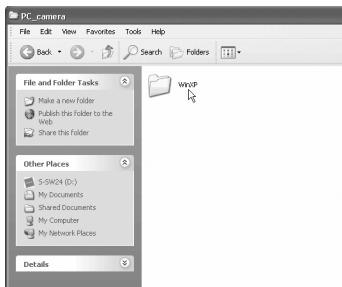 PC_camera
File Edit View Favorites Tools Help
Back Search Folders
File and Folder Tasks
Make a new folder
Publish this folder to the
Web
Share this folder
WinXP
Other Places
S-SW24 (D:)
My Documents
Shared Documents
My Computer
My Network Places
Details